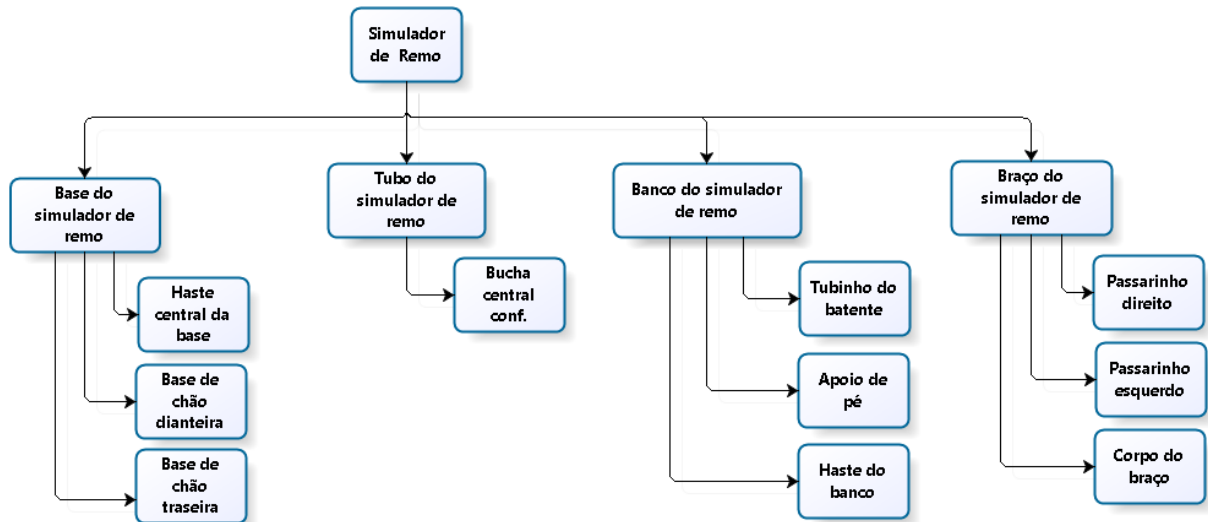 Simulador
de Remo
Base do
simulador de
remo
Tubo do
simulador de
remo
Banco do simulador
de remo
Braço do
simulador de
remo
Haste
central da
base
Base de
chão
dianteira
Base de
chão
traseira
Bucha
central
conf.
Tubinho do
batente
Apoio de
pé
Haste do
banco
Passarinho
direito
Passarinho
esquerdo
Corpo do
braço